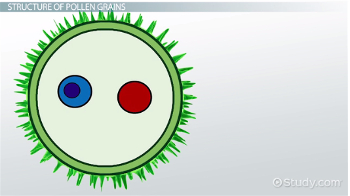 STRUCTURE OF POLLEN GRAINS
Study.com